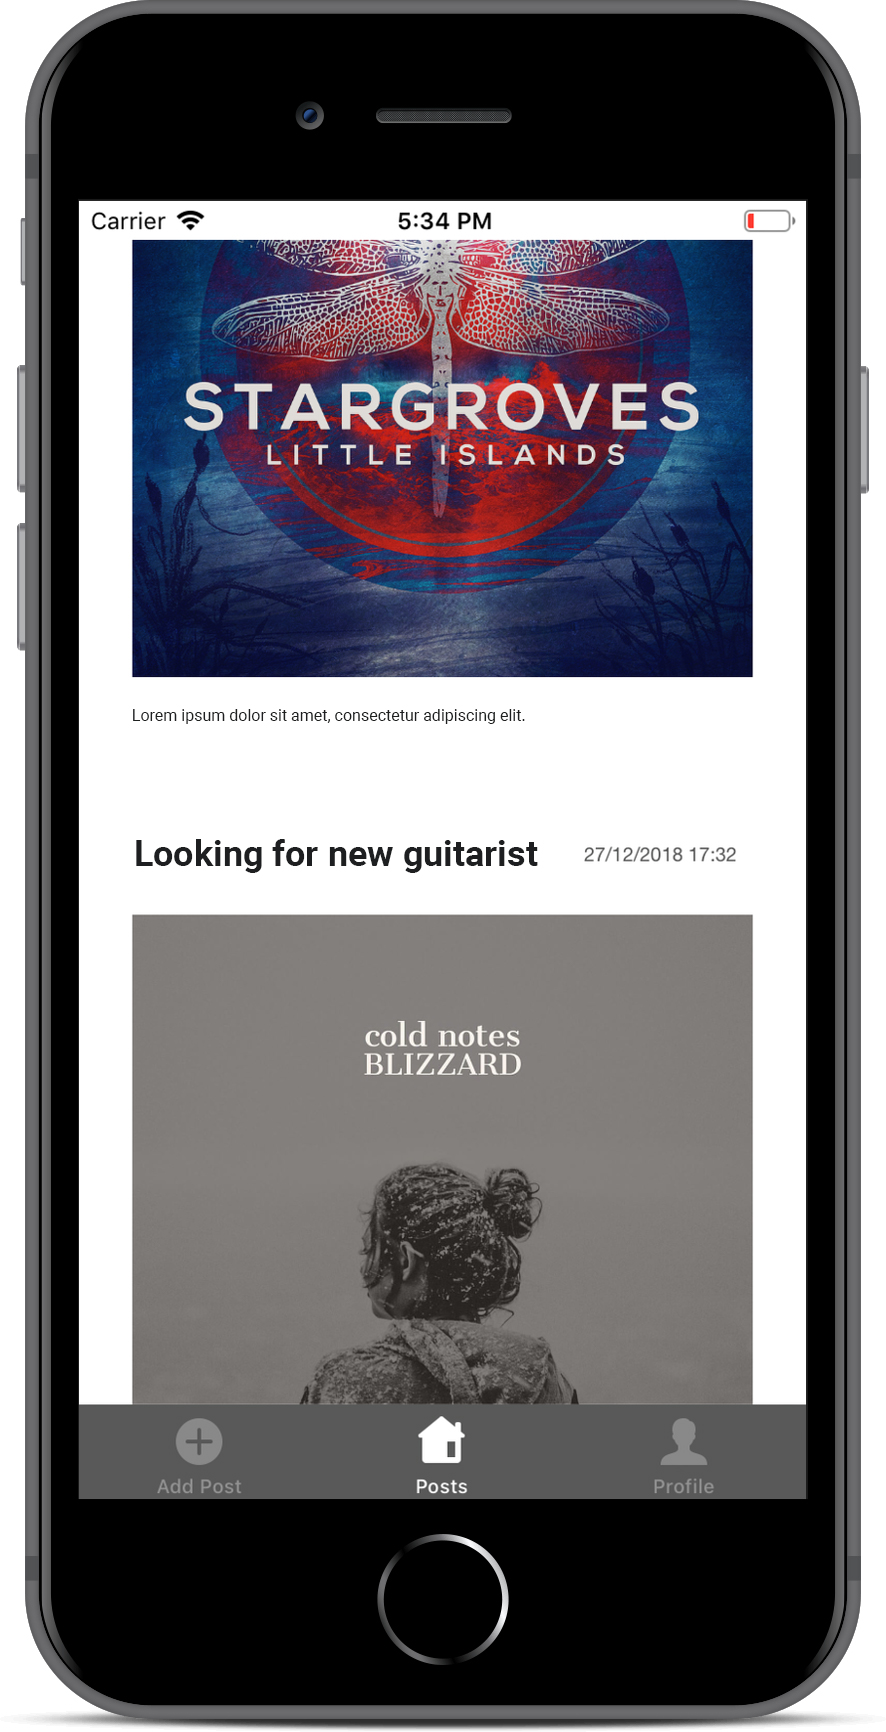 Carrier 5:34 PM
STARGROVES
LITTLE ISLANDS
Lorem ipsum dolor sit amet, consectetur adipiscing elit.
Looking for new guitarist 27/12/2018 17:32
cold notes
BLIZZARD
Add Post Posts Profile